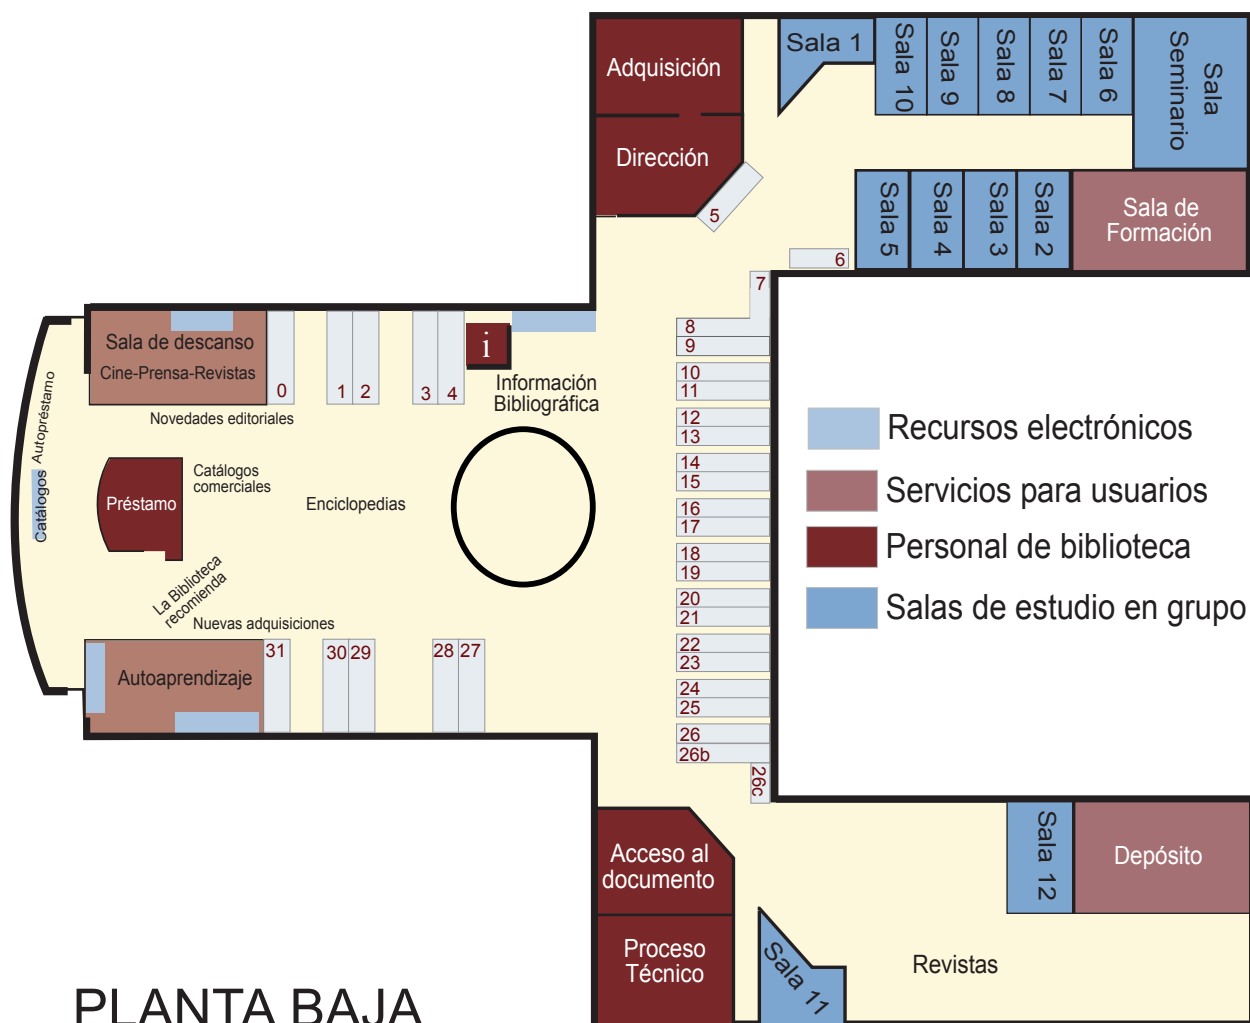 Adquisición
Dirección
Sala 1
Sala 10
Sala 9
Sala 8
Sala 7
Sala 6
Sala
Seminario
Sala 5
Sala 4
Sala 3
Sala 2
Sala de
Formación
5
6
7
8
9
10
11
12
13
14
15
16
17
18
19
20
21
22
23
24
25
26
26b
26c
Sala de descanso
Cine-Prensa-Revistas
0
1
2
3
4
i
Información
Bibliográfica
Novedades editoriales
Autopréstamo
Catálogos
Préstamo
Catálogos
comerciales
Enciclopedias
La Biblioteca
recomienda
Nuevas adquisiciones
Autoaprendizaje
31
30
29
28
27
Recursos electrónicos
Servicios para usuarios
Personal de biblioteca
Salas de estudio en grupo
Acceso al
documento
Proceso
Técnico
Sala 11
Sala 12
Depósito
Revistas
PLANTA BAJA